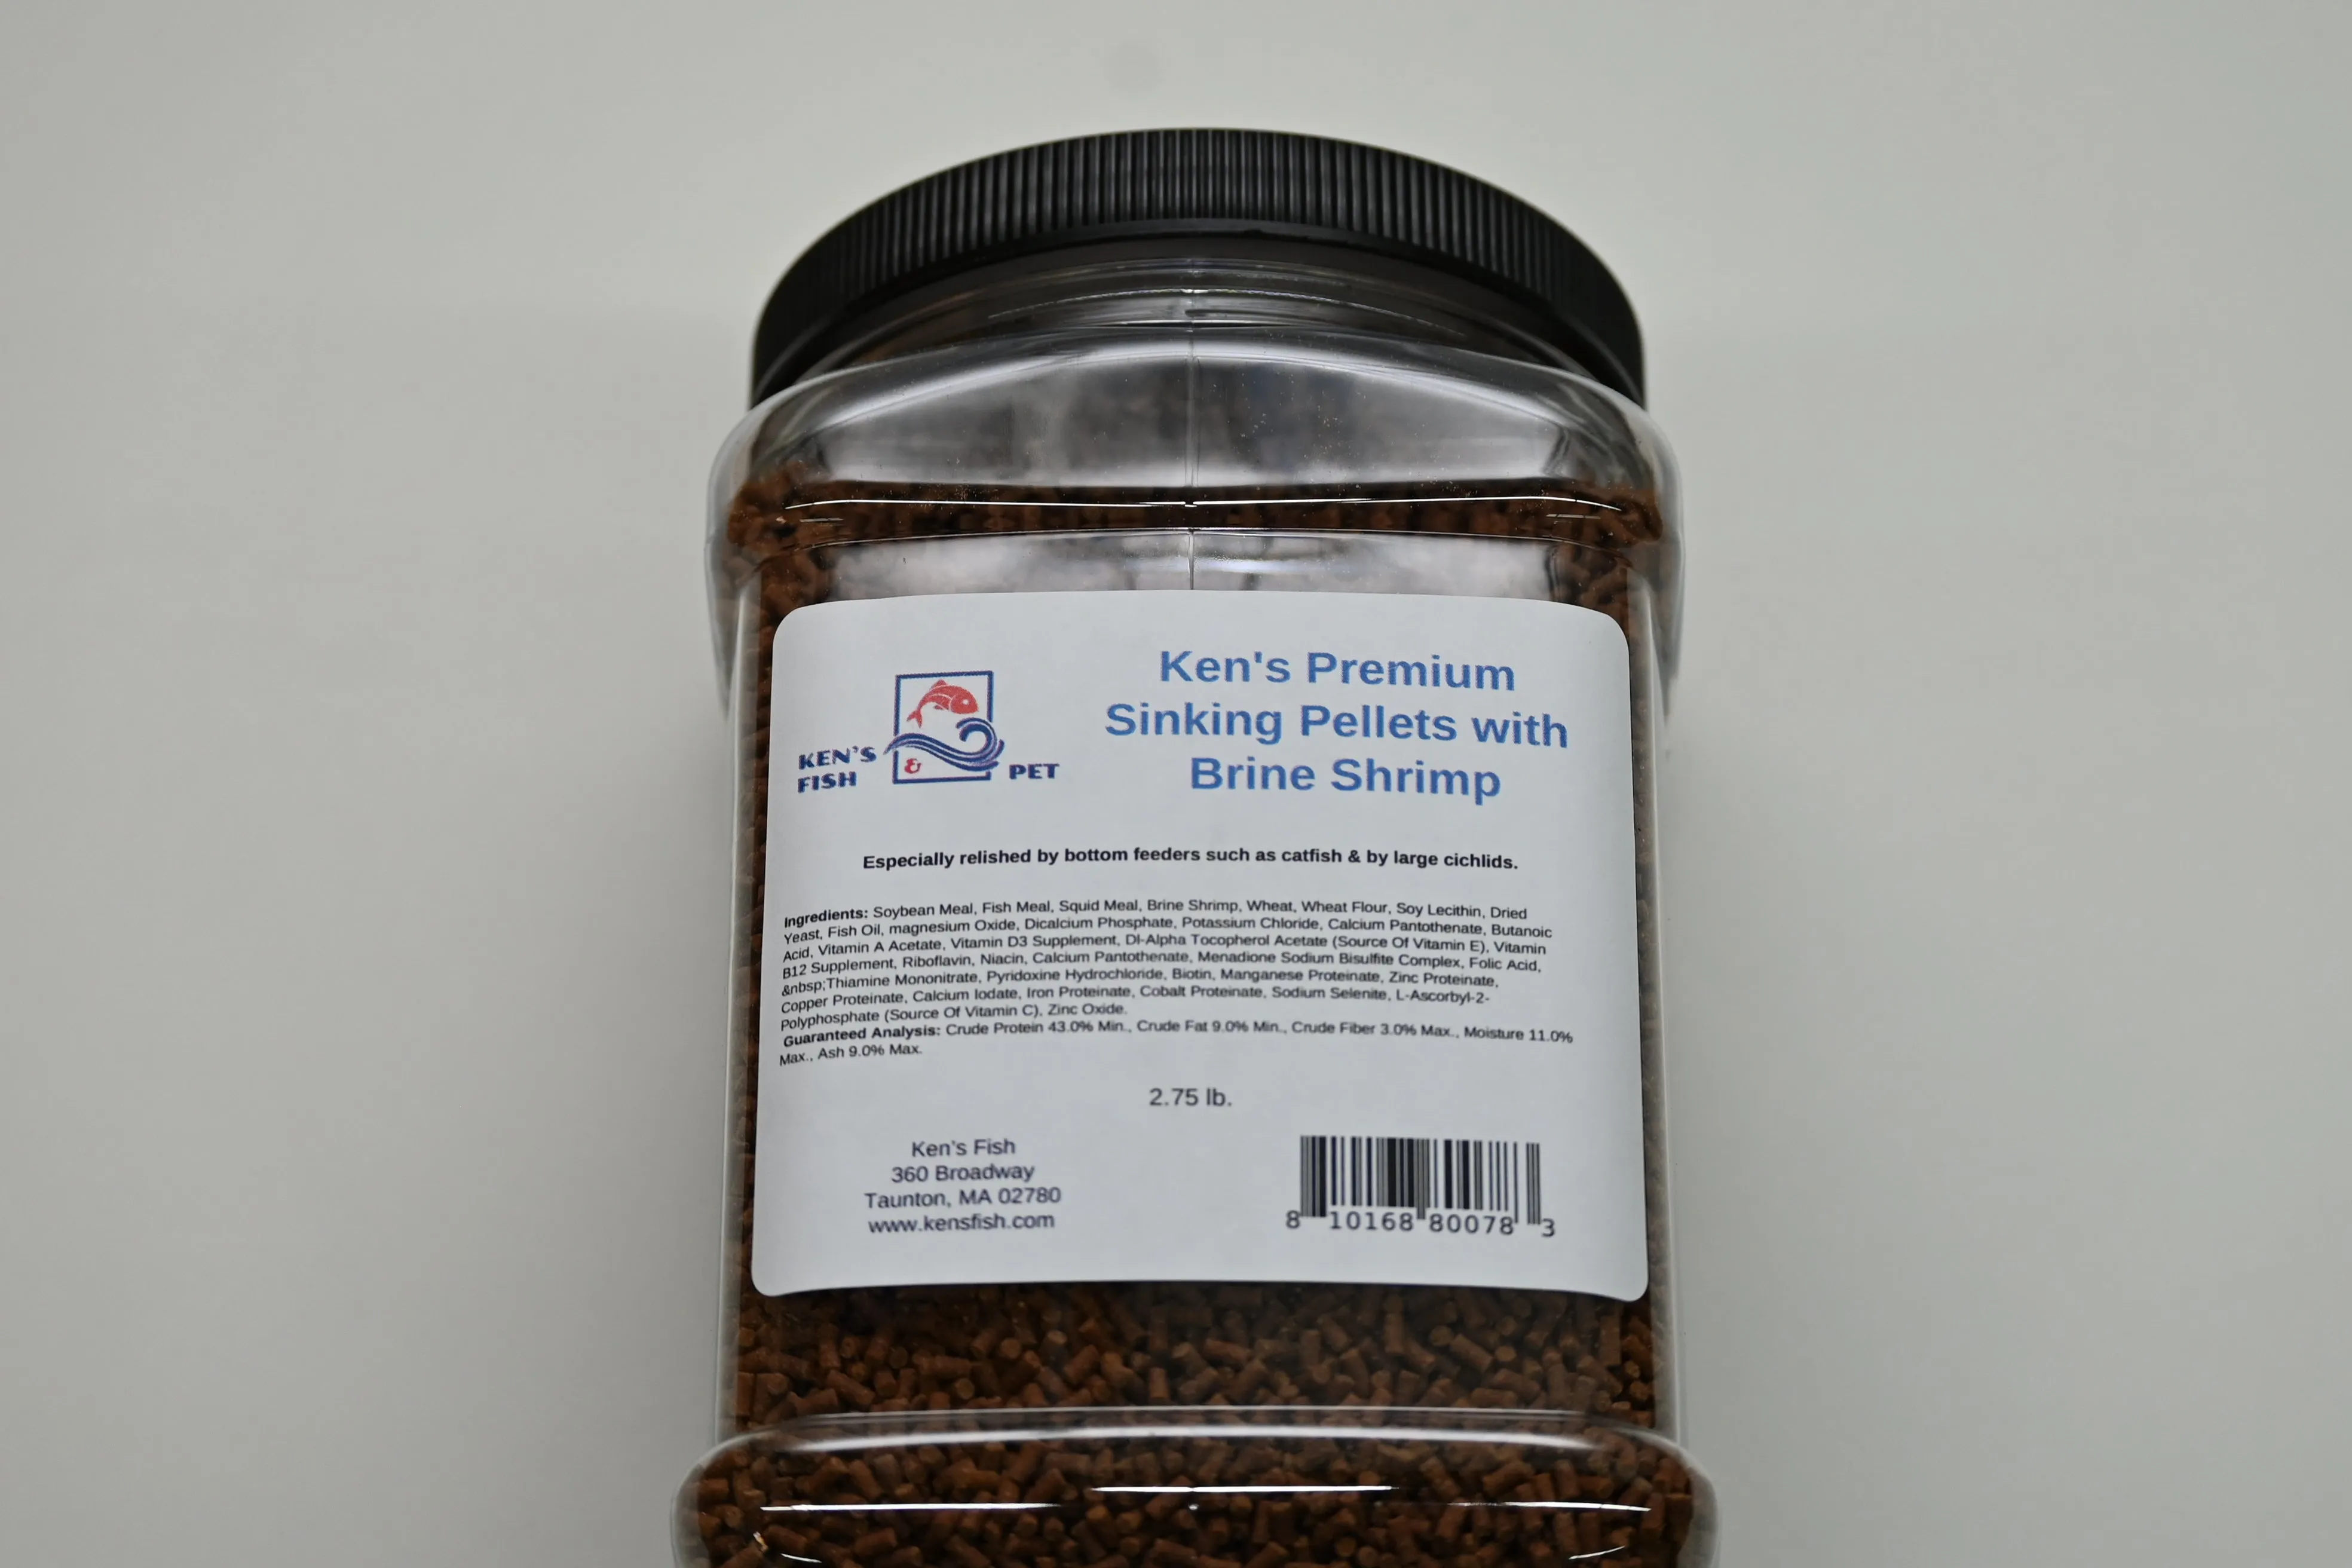 KEN'S
FISH
&
PET
Ken's Premium
Sinking Pellets with
Brine Shrimp
Especially relished by bottom feeders such as catfish & by large cichlids.
Ingredients: Soybean Meal, Fish Meal, Squid Meal, Brine Shrimp, Wheat, Wheat Flour, Soy Lecithin, Dried
Yeast, Fish Oil, magnesium Oxide, Dicalcium Phosphate, Potassium Chloride, Calcium Pantothenate, Butanoic
Acid, Vitamin A Acetate, Vitamin D3 Supplement, Dl-Alpha Tocopherol Acetate (Source Of Vitamin E), Vitamin
B12 Supplement, Riboflavin, Niacin, Calcium Pantothenate, Menadione Sodium Bisulfite Complex, Folic Acid,
&nbsp;Thiamine Mononitrate, Pyridoxine Hydrochloride, Biotin, Manganese Proteinate, Zinc Proteinate,
Copper Proteinate, Calcium Iodate, Iron Proteinate, Cobalt Proteinate, Sodium Selenite, L-Ascorbyl-2-
Polyphosphate (Source Of Vitamin C), Zinc Oxide.
Guaranteed Analysis: Crude Protein 43.0% Min., Crude Fat 9.0% Min., Crude Fiber 3.0% Max., Moisture 11.0%
Max., Ash 9.0% Max.
2.75 lb.
Ken's Fish
360 Broadway
Taunton, MA 02780
www.kensfish.com
8 10168 80078 3